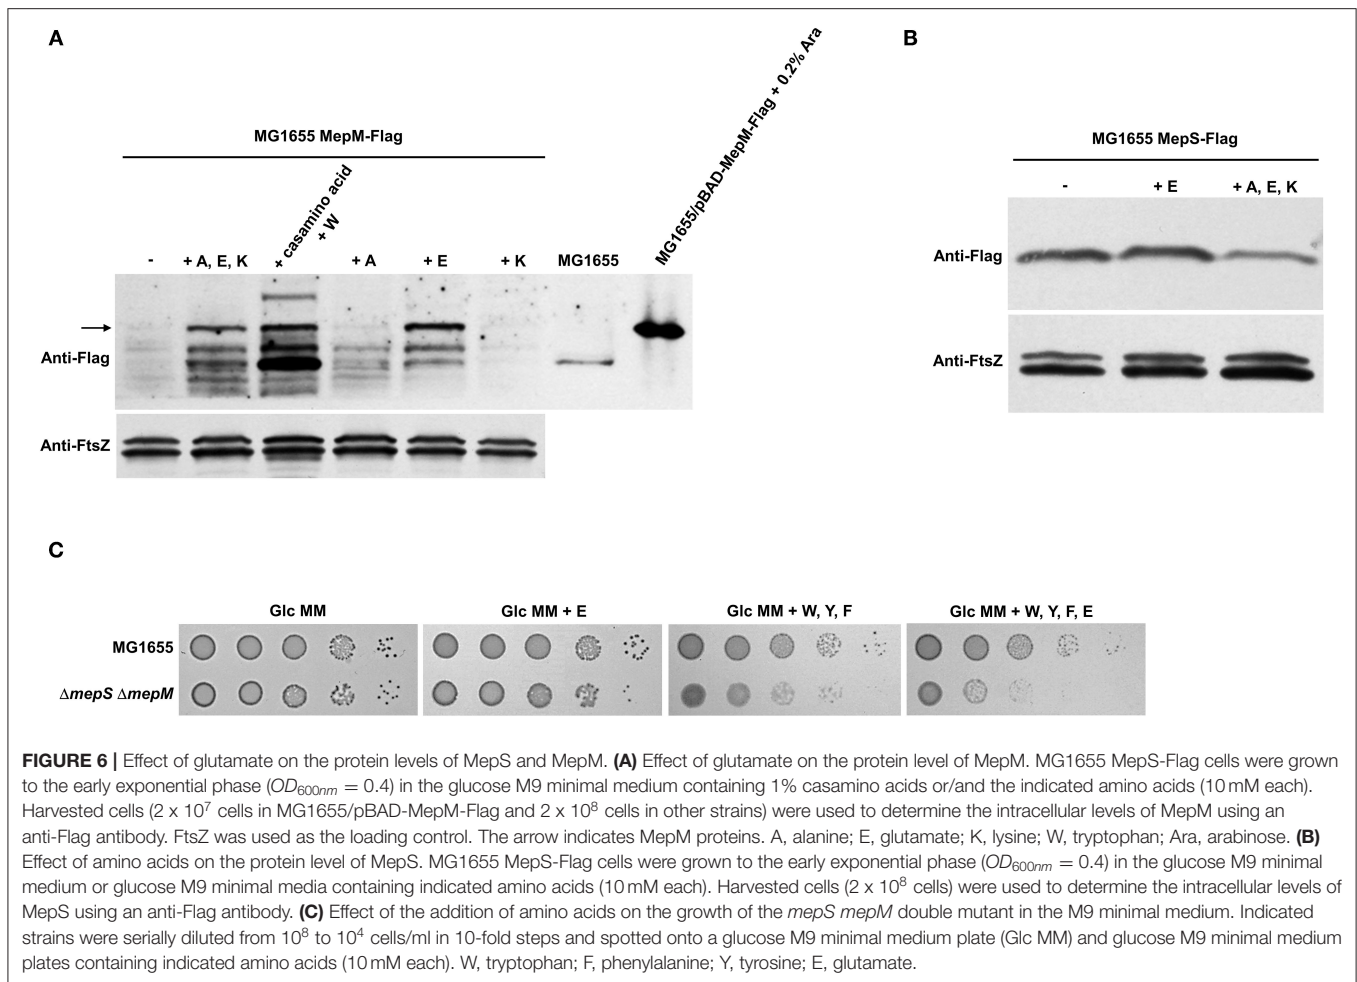 A
B
MG1655 MepM-Flag
MG1655/pBAD-MepM-Flag + 0.2% Ara
- + A, E, K + casamino acid + W + A + E + K MG1655
Anti-Flag
Anti-FtsZ
MG1655 MepS-Flag
- + E + A, E, K
Anti-Flag
Anti-FtsZ
C
Glc MM Glc MM + E Glc MM + W, Y, F Glc MM + W, Y, F, E
MG1655
ΔmepS ΔmepM
FIGURE 6 | Effect of glutamate on the protein levels of MepS and MepM. (A) Effect of glutamate on the protein level of MepM. MG1655 MepS-Flag cells were grown
to the early exponential phase (OD600nm = 0.4) in the glucose M9 minimal medium containing 1% casamino acids or/and the indicated amino acids (10 mM each).
Harvested cells (2 x 10⁷ cells in MG1655/pBAD-MepM-Flag and 2 x 10⁸ cells in other strains) were used to determine the intracellular levels of MepM using an
anti-Flag antibody. FtsZ was used as the loading control. The arrow indicates MepM proteins. A, alanine; E, glutamate; K, lysine; W, tryptophan; Ara, arabinose. (B)
Effect of amino acids on the protein level of MepS. MG1655 MepS-Flag cells were grown to the early exponential phase (OD600nm = 0.4) in the glucose M9 minimal
medium or glucose M9 minimal media containing indicated amino acids (10 mM each). Harvested cells (2 x 10⁸ cells) were used to determine the intracellular levels of
MepS using an anti-Flag antibody. (C) Effect of the addition of amino acids on the growth of the mepS mepM double mutant in the M9 minimal medium. Indicated
strains were serially diluted from 10⁸ to 10⁴ cells/ml in 10-fold steps and spotted onto a glucose M9 minimal medium plate (Glc MM) and glucose M9 minimal medium
plates containing indicated amino acids (10 mM each). W, tryptophan; F, phenylalanine; Y, tyrosine; E, glutamate.